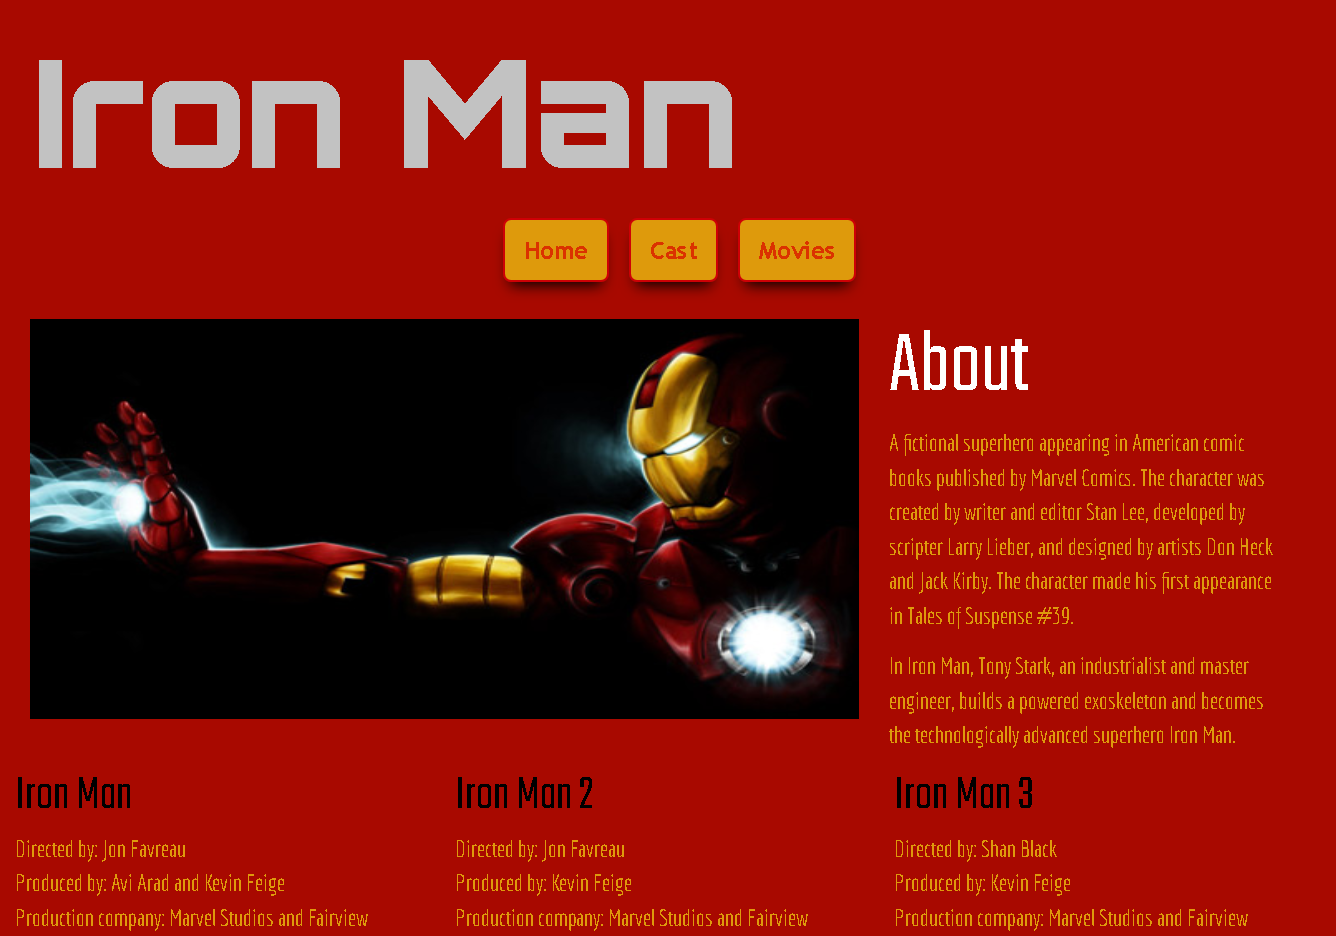 Iron Man
Home Cast Movies
About
A fictional superhero appearing in American comic
books published by Marvel Comics. The character was
created by writer and editor Stan Lee, developed by
scripter Larry Lieber, and designed by artists Don Heck
and Jack Kirby. The character made his first appearance
in Tales of Suspense #39.
In Iron Man, Tony Stark, an industrialist and master
engineer, builds a powered exoskeleton and becomes
the technologically advanced superhero Iron Man.
Iron Man
Directed by: Jon Favreau
Produced by: Avi Arad and Kevin Feige
Production company: Marvel Studios and Fairview
Iron Man 2
Directed by: Jon Favreau
Produced by: Kevin Feige
Production company: Marvel Studios and Fairview
Iron Man 3
Directed by: Shan Black
Produced by: Kevin Feige
Production company: Marvel Studios and Fairview